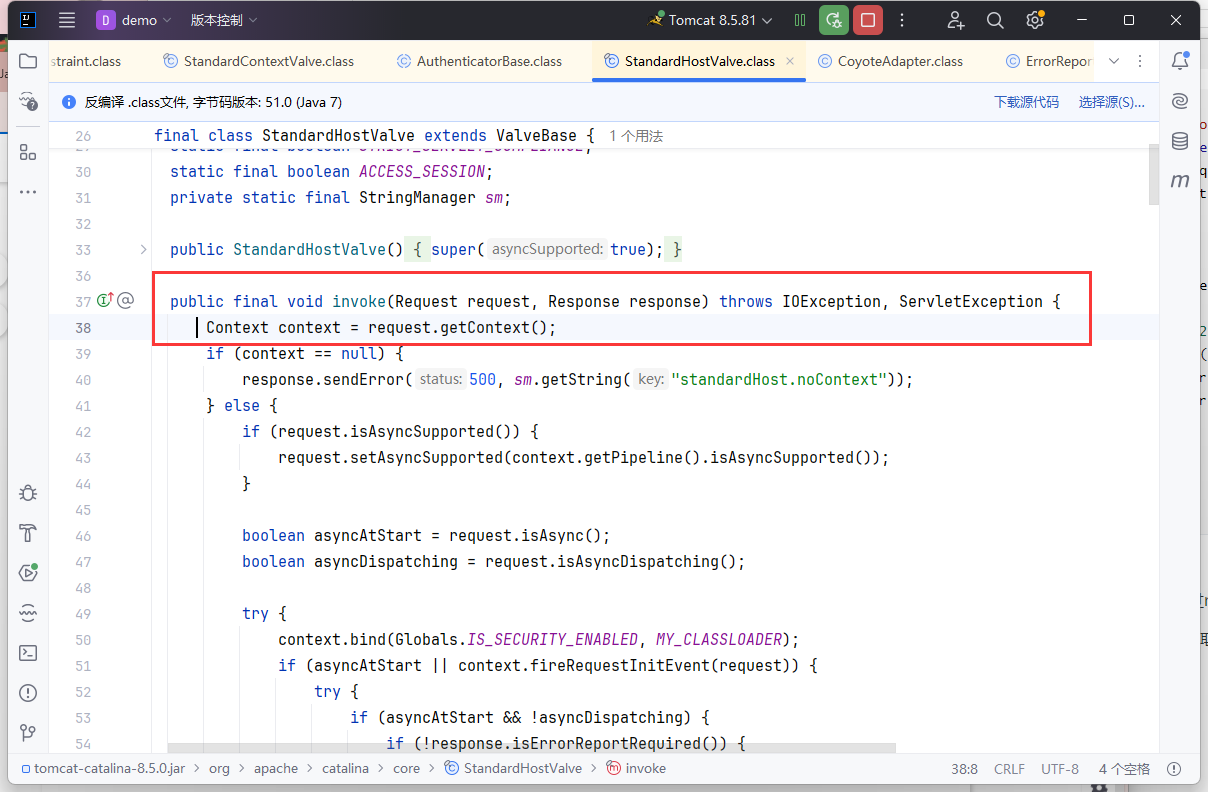 D demo 版本控制 Tomcat 8.5.81
straint.class StandardContextValve.class AuthenticatorBase.class StandardHostValve.class CoyoteAdapter.class ErrorRepor
反编译 .class文件, 字节码版本: 51.0 (Java 7) 下载源代码 选择源(S)...
26 final class StandardHostValve extends ValveBase { 1 个用法
30 static final boolean ACCESS_SESSION;
31 private static final StringManager sm;
32
33 public StandardHostValve() { super( asyncSupported: true); }
36
37 public final void invoke(Request request, Response response) throws IOException, ServletException {
38 Context context = request.getContext();
39 if (context == null) {
40 response.sendError( status: 500, sm.getString( key: "standardHost.noContext"));
41 } else {
42 if (request.isAsyncSupported()) {
43 request.setAsyncSupported(context.getPipeline().isAsyncSupported());
44 }
45
46 boolean asyncAtStart = request.isAsync();
47 boolean asyncDispatching = request.isAsyncDispatching();
48
49 try {
50 context.bind(Globals.IS_SECURITY_ENABLED, MY_CLASSLOADER);
51 if (asyncAtStart || context.fireRequestInitEvent(request)) {
52 try {
53 if (asyncAtStart && !asyncDispatching) {
54 if (!response.isErrorReportRequired()) {
tomcat-catalina-8.5.0.jar > org > apache > catalina > core > StandardHostValve > invoke 38:8 CRLF UTF-8 4 个空格